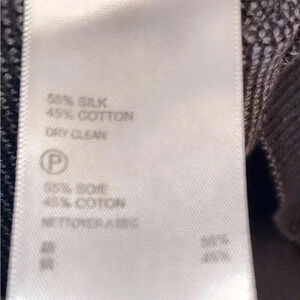 55% SILK
45% COTTON
DRY CLEAN
P
55% SOIE
45% COTON
NETTOYER A SEC
55%
45%